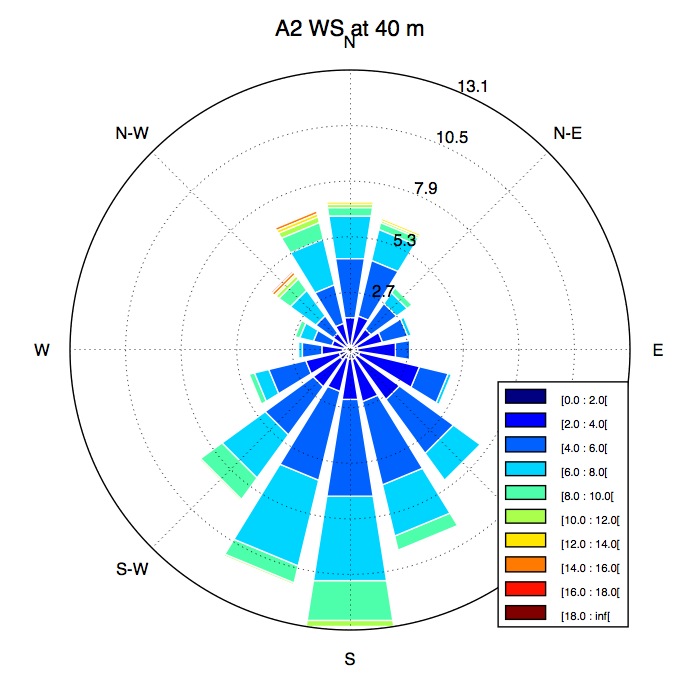 A2 WS at 40 m
N
13.1
N-W
10.5
N-E
7.9
5.3
2.7
W
E
[0.0 : 2.0[
[2.0 : 4.0[
[4.0 : 6.0[
[6.0 : 8.0[
[8.0 : 10.0[
[10.0 : 12.0[
[12.0 : 14.0[
[14.0 : 16.0[
[16.0 : 18.0[
[18.0 : inf[
S-W
S